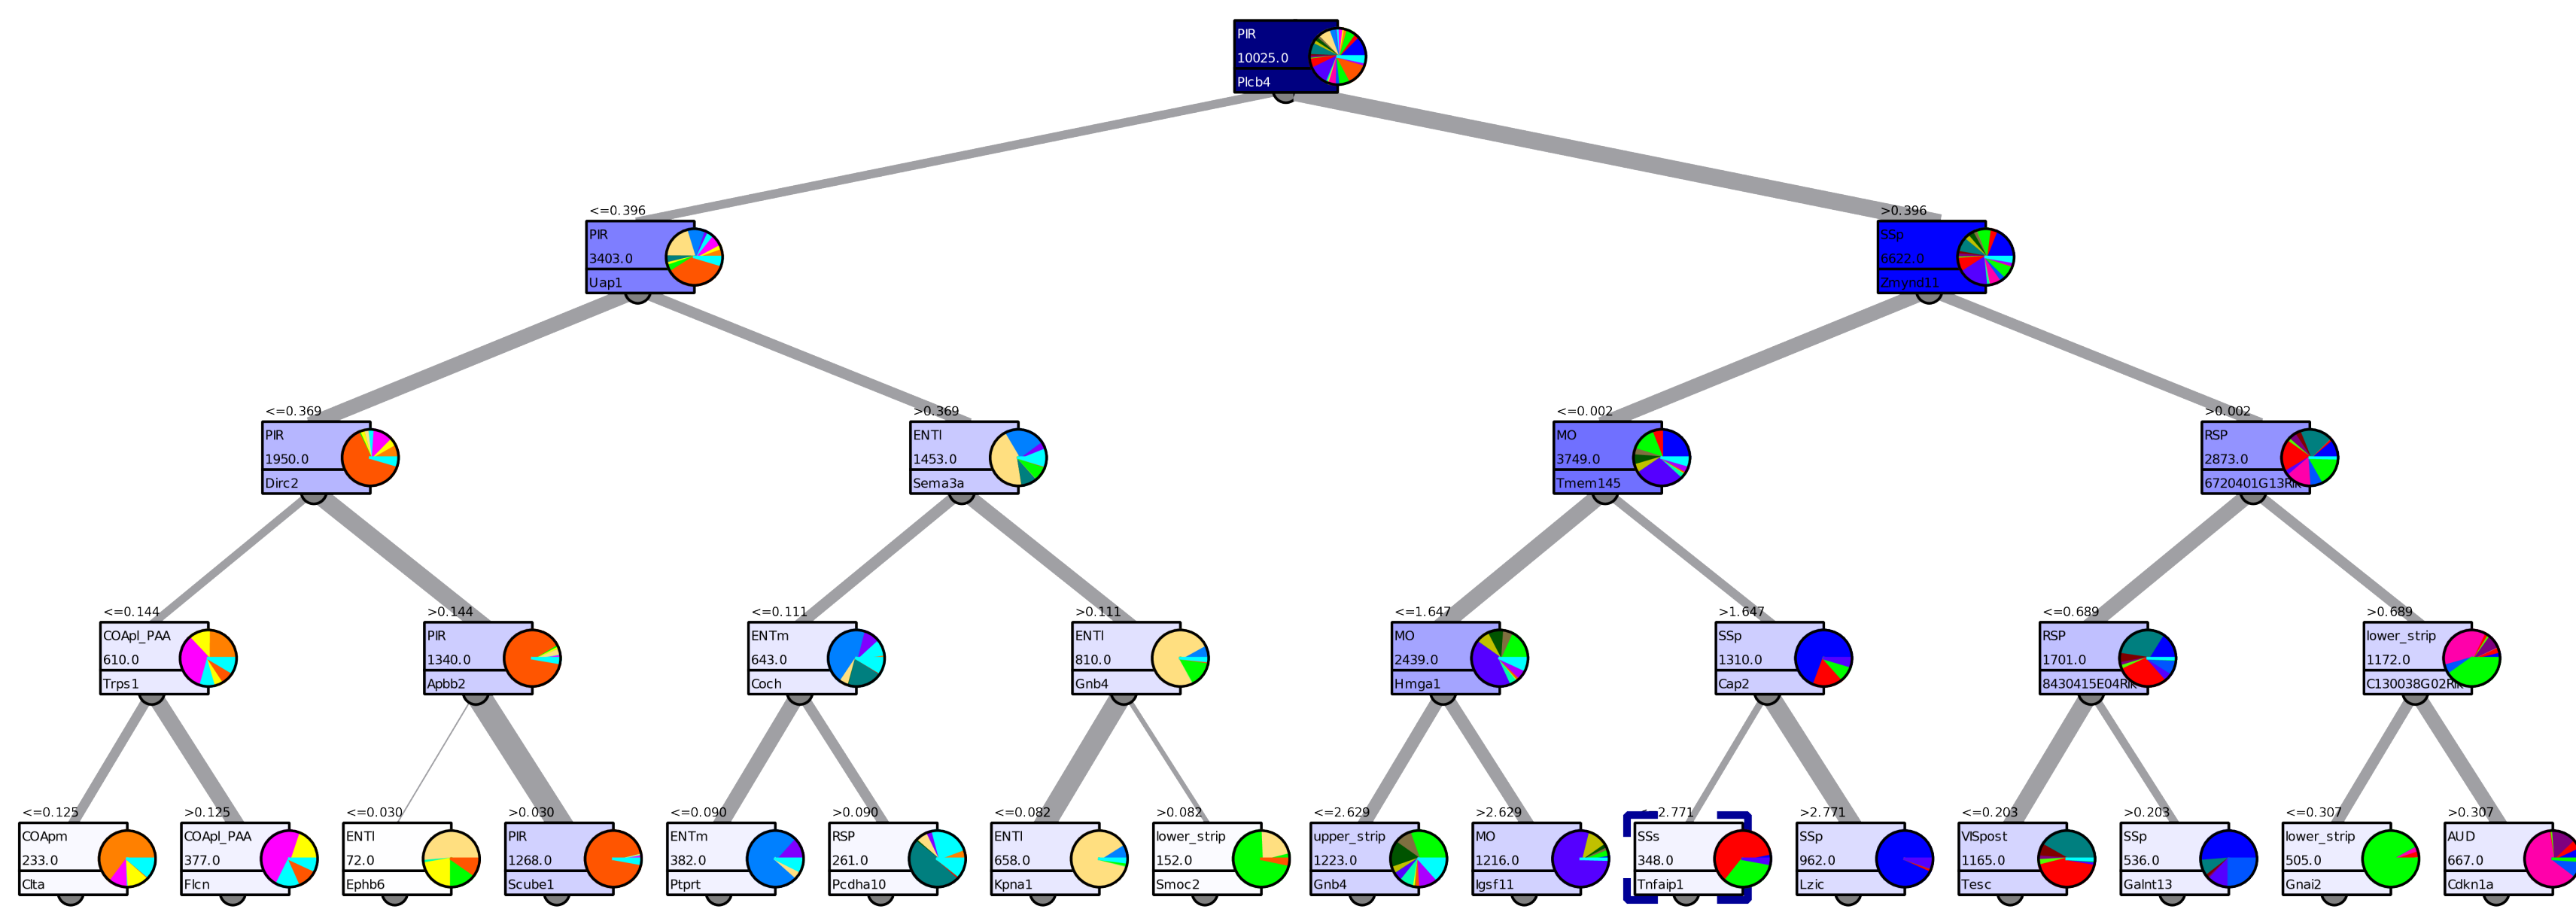 PIR
10025.0
Plcb4
<=0.396
PIR
3403.0
Uap1
>0.396
SSp
6622.0
Zmynd11
<=0.369
PIR
1950.0
Dirc2
>0.369
ENTl
1453.0
Sema3a
<=0.002
MO
3749.0
Tmem145
>0.002
RSP
2873.0
6720401G13Rik
<=0.144
COApl_PAA
610.0
Trps1
>0.144
PIR
1340.0
Apbb2
<=0.111
ENTm
643.0
Coch
>0.111
ENTl
810.0
Gnb4
<=1.647
MO
2439.0
Hmga1
>1.647
SSp
1310.0
Cap2
<=0.689
RSP
1701.0
8430415E04Rik
>0.689
lower_strip
1172.0
C130038G02Rik
<=0.125
COApm
233.0
Clta
>0.125
COApl_PAA
377.0
Flcn
<=0.030
ENTl
72.0
Ephb6
>0.030
PIR
1268.0
Scube1
<=0.090
ENTm
382.0
Ptprt
>0.090
RSP
261.0
Pcdha10
<=0.082
ENTl
658.0
Kpna1
>0.082
lower_strip
152.0
Smoc2
<=2.629
upper_strip
1223.0
Gnb4
>2.629
MO
1216.0
Igsf11
<=2.771
SSs
348.0
Tnfaip1
>2.771
SSp
962.0
Lzic
<=0.203
VISpost
1165.0
Tesc
>0.203
SSp
536.0
Galnt13
<=0.307
lower_strip
505.0
Gnai2
>0.307
AUD
667.0
Cdkn1a